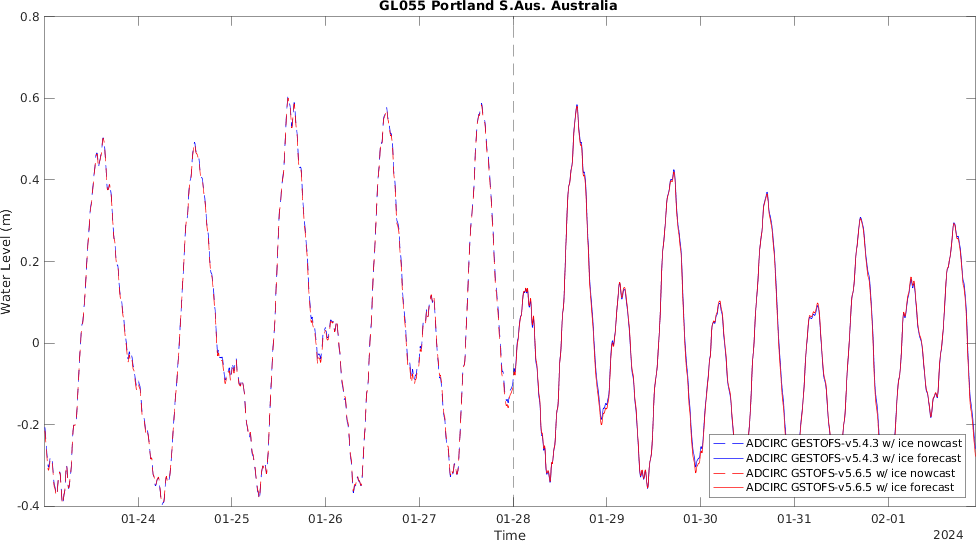 GL055 Portland S.Aus. Australia
Water Level (m)
0.8
0.6
0.4
0.2
0
-0.2
-0.4
ADCIRC GESTOFS-v5.4.3 w/ ice nowcast
ADCIRC GESTOFS-v5.4.3 w/ ice forecast
ADCIRC GSTOFS-v5.6.5 w/ ice nowcast
ADCIRC GSTOFS-v5.6.5 w/ ice forecast
01-24 01-25 01-26 01-27 01-28 01-29 01-30 01-31 02-01
Time
2024